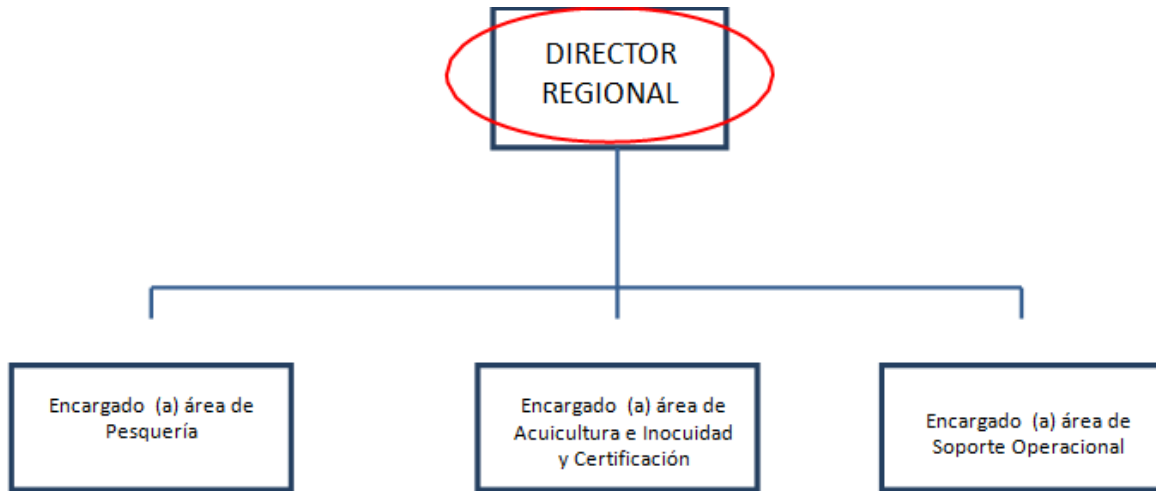 DIRECTOR
REGIONAL
Encargado (a) área de
Pesquería
Encargado (a) área de
Acuicultura e Inocuidad
y Certificación
Encargado (a) área de
Soporte Operacional